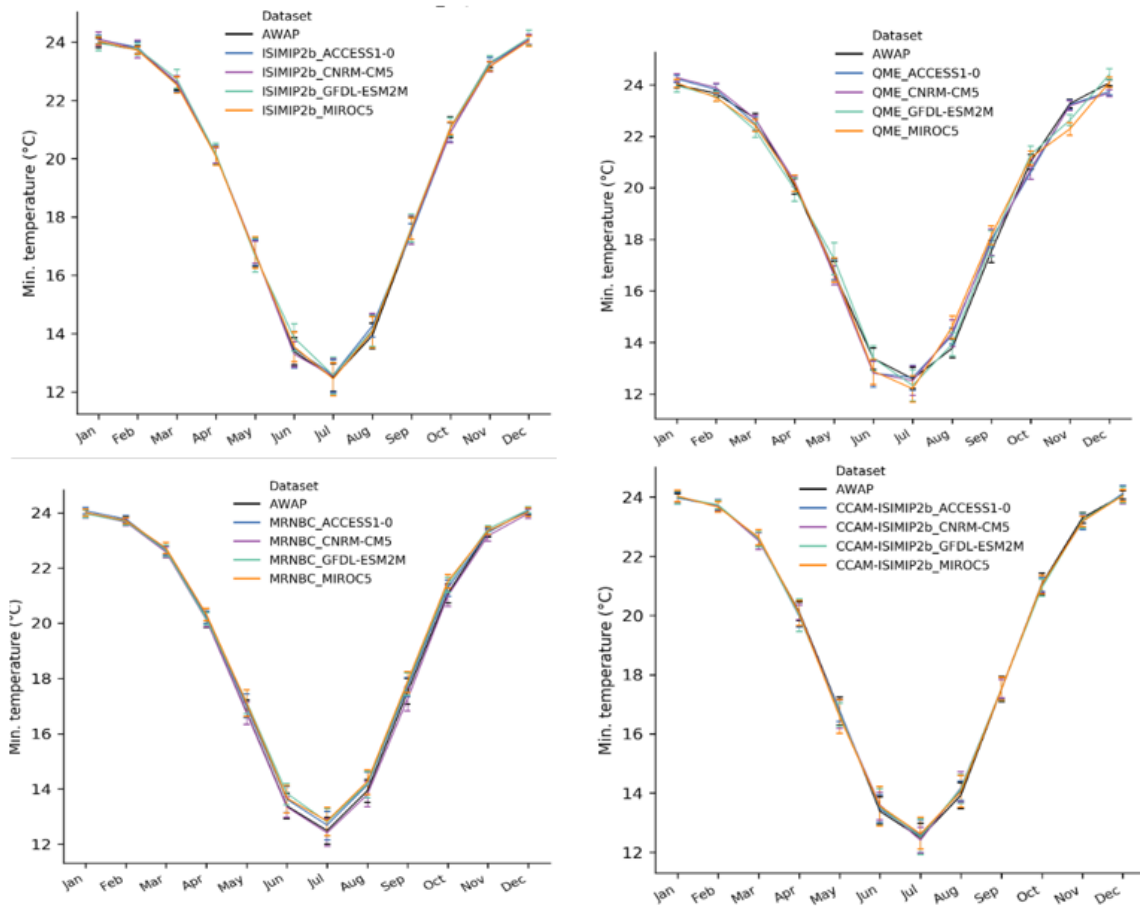 Dataset
AWAP
ISIMIP2b_ACCESS1-0
ISIMIP2b_CNRM-CM5
ISIMIP2b_GFDL-ESM2M
ISIMIP2b_MIROC5
Min. temperature (°C)
24
22
20
18
16
14
12
Jan
Feb
Mar
Apr
May
Jun
Jul
Aug
Sep
Oct
Nov
Dec
Dataset
AWAP
QME_ACCESS1-0
QME_CNRM-CM5
QME_GFDL-ESM2M
QME_MIROC5
Min. temperature (°C)
24
22
20
18
16
14
12
Jan
Feb
Mar
Apr
May
Jun
Jul
Aug
Sep
Oct
Nov
Dec
Dataset
AWAP
MRNBC_ACCESS1-0
MRNBC_CNRM-CM5
MRNBC_GFDL-ESM2M
MRNBC_MIROC5
Min. temperature (°C)
24
22
20
18
16
14
12
Jan
Feb
Mar
Apr
May
Jun
Jul
Aug
Sep
Oct
Nov
Dec
Dataset
AWAP
CCAM-ISIMIP2b_ACCESS1-0
CCAM-ISIMIP2b_CNRM-CM5
CCAM-ISIMIP2b_GFDL-ESM2M
CCAM-ISIMIP2b_MIROC5
Min. temperature (°C)
24
22
20
18
16
14
12
Jan
Feb
Mar
Apr
May
Jun
Jul
Aug
Sep
Oct
Nov
Dec